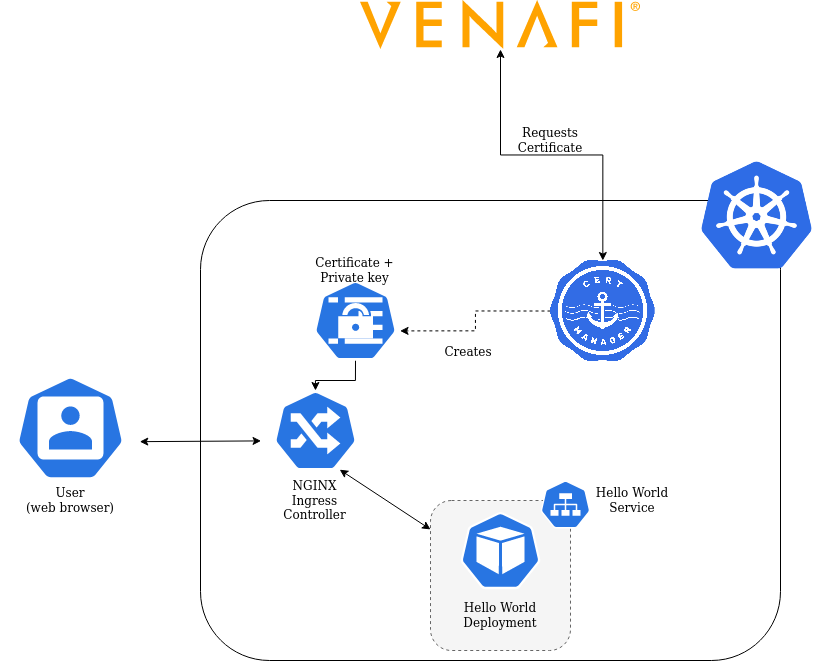 VENAFI®
Requests
Certificate
Certificate +
Private key
CERT
MANAGER
Creates
User
(web browser)
NGINX
Ingress
Controller
Hello World
Service
Hello World
Deployment